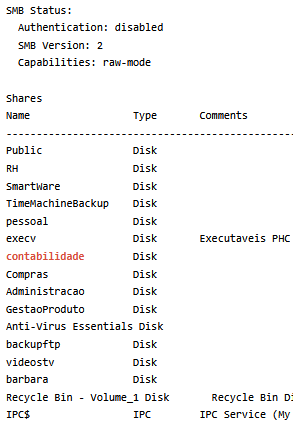 SMB Status:
Authentication: disabled
SMB Version: 2
Capabilities: raw-mode
Shares
Name Type Comments
------------------------------------------------
Public Disk
RH Disk
SmartWare Disk
TimeMachineBackup Disk
pessoal Disk
execv Disk Executaveis PHC
contabilidade Disk
Compras Disk
Administracao Disk
GestaoProduto Disk
Anti-Virus Essentials Disk
backupftp Disk
videostv Disk
barbara Disk
Recycle Bin - Volume_1 Disk Recycle Bin Di
IPC$ IPC IPC Service (My